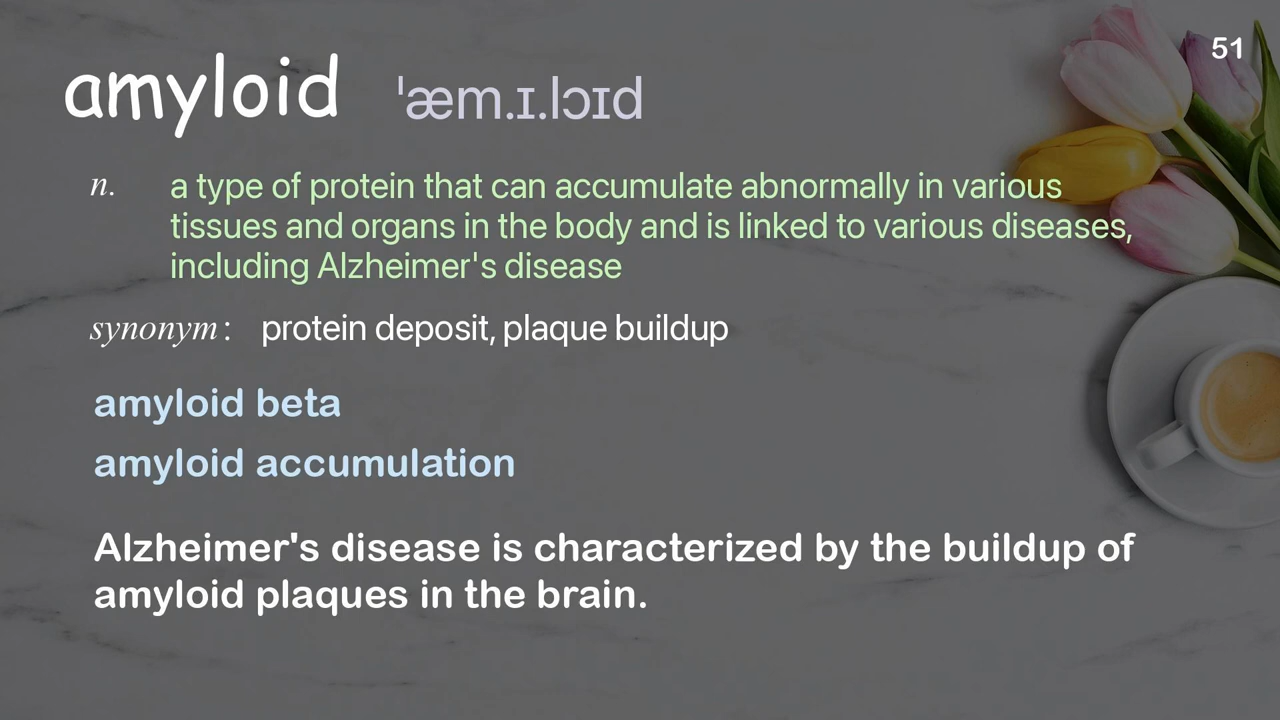 51
amyloid ˈæm.ɪ.lɔɪd
n. a type of protein that can accumulate abnormally in various
tissues and organs in the body and is linked to various diseases,
including Alzheimer's disease
synonym: protein deposit, plaque buildup
amyloid beta
amyloid accumulation
Alzheimer's disease is characterized by the buildup of
amyloid plaques in the brain.